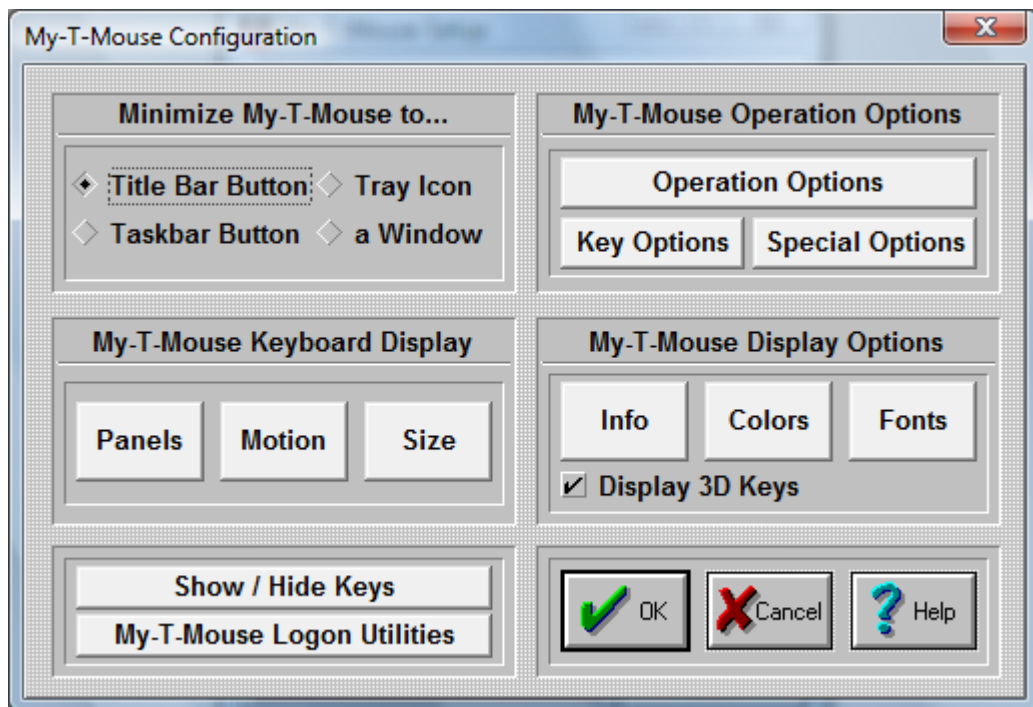 My-T-Mouse Configuration
Minimize My-T-Mouse to...
Title Bar Button
Tray Icon
Taskbar Button
a Window
My-T-Mouse Operation Options
Operation Options
Key Options
Special Options
My-T-Mouse Keyboard Display
Panels
Motion
Size
My-T-Mouse Display Options
Info
Colors
Fonts
Display 3D Keys
Show / Hide Keys
My-T-Mouse Logon Utilities
OK
Cancel
Help